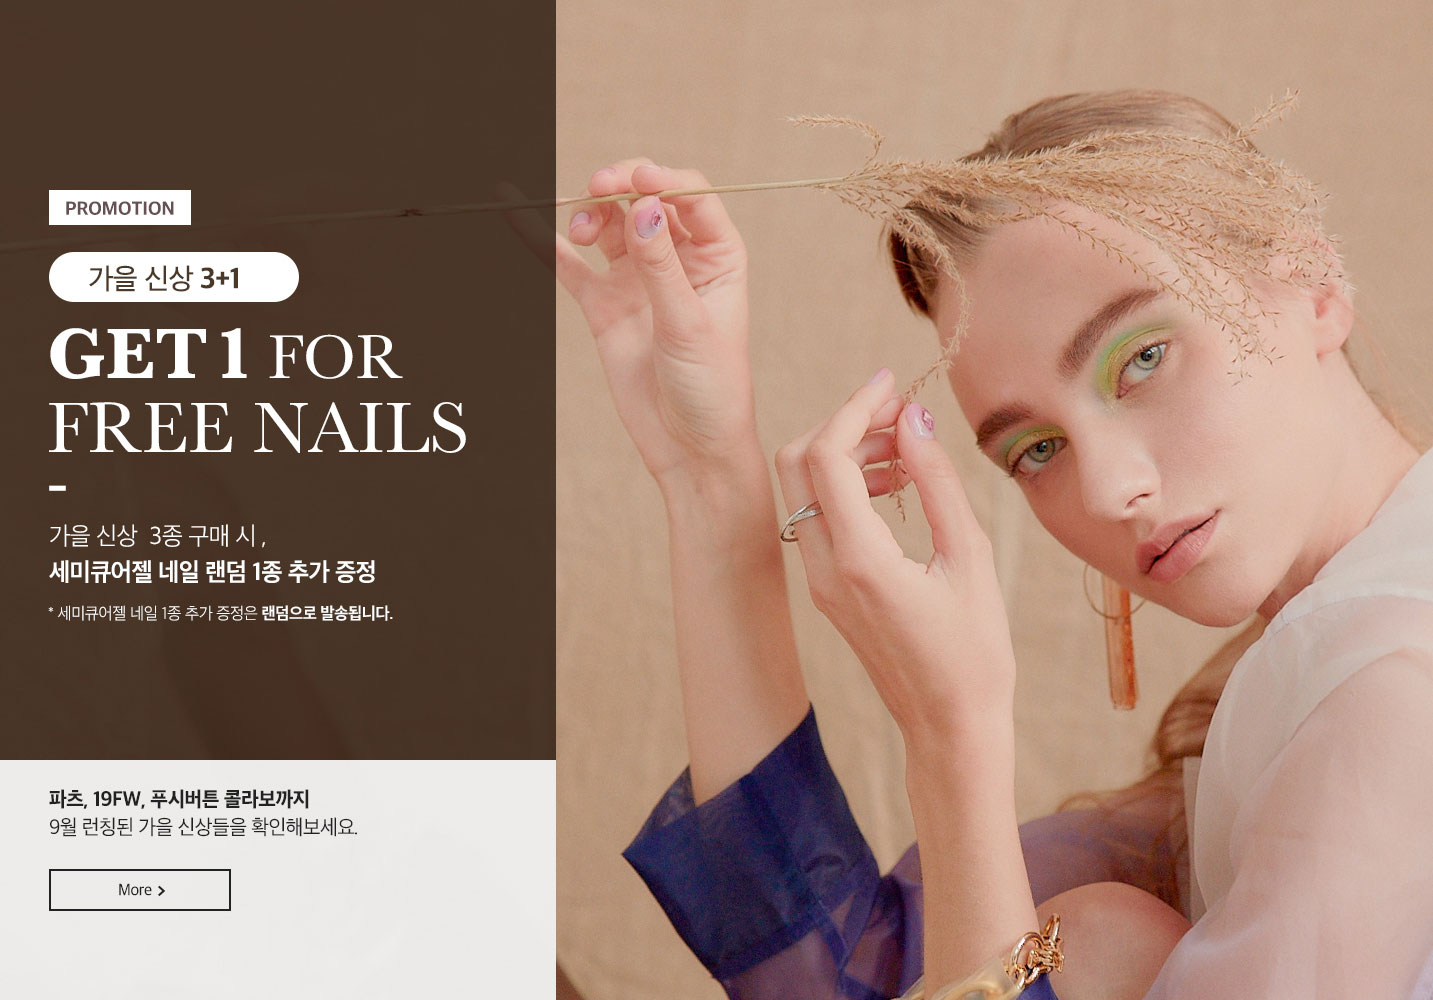 PROMOTION
가을 신상 3+1
GET 1 FOR
FREE NAILS
가을 신상 3종 구매 시 ,
세미큐어젤 네일 랜덤 1종 추가 증정
* 세미큐어젤 네일 1종 추가 증정은 랜덤으로 발송됩니다.
파츠, 19FW, 푸시버튼 콜라보까지
9월 런칭된 가을 신상들을 확인해보세요.
More >